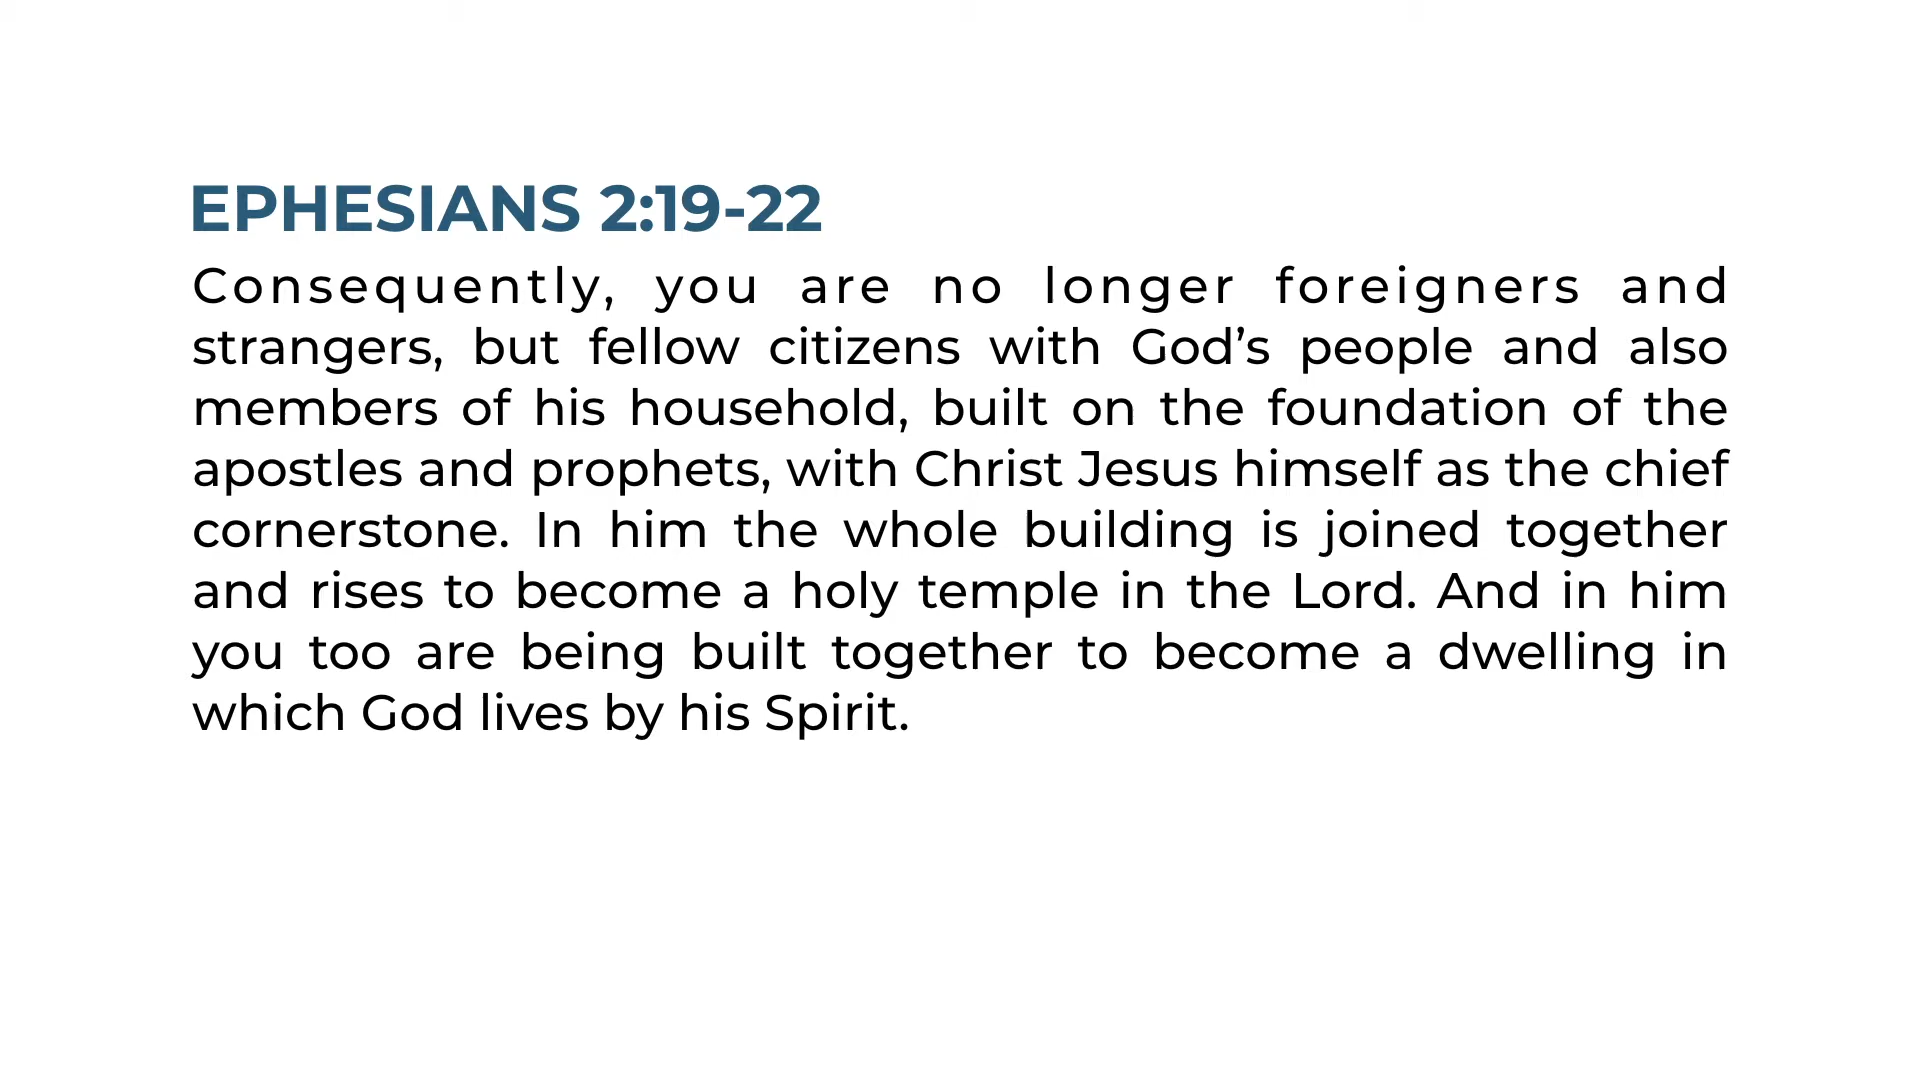 EPHESIANS 2:19-22
Consequently, you are no longer foreigners and
strangers, but fellow citizens with God’s people and also
members of his household, built on the foundation of the
apostles and prophets, with Christ Jesus himself as the chief
cornerstone. In him the whole building is joined together
and rises to become a holy temple in the Lord. And in him
you too are being built together to become a dwelling in
which God lives by his Spirit.